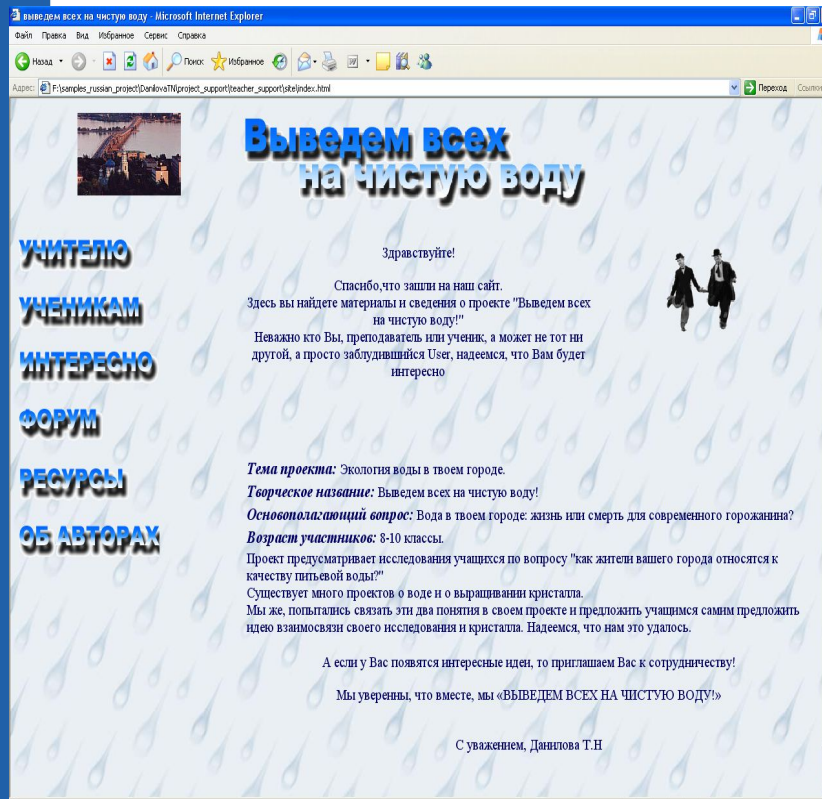 выведем всех на чистую воду - Microsoft Internet Explorer
Файл Правка Вид Избранное Сервис Справка
Назад Поиск Избранное
Адрес: F:\samples_russian_project\DanilovaTN\project_support\teacher_support\site\index.html Переход Ссылки
Выведем всех
на чистую воду
УЧИТЕЛЮ
УЧЕНИКАМ
ИНТЕРЕСНО
ФОРУМ
РЕСУРСЫ
ОБ АВТОРАХ
Здравствуйте!
Спасибо,что зашли на наш сайт.
Здесь вы найдете материалы и сведения о проекте "Выведем всех
на чистую воду!"
Неважно кто Вы, преподаватель или ученик, а может не тот ни
другой, а просто заблудившийся User, надеемся, что Вам будет
интересно
Тема проекта: Экология воды в твоем городе.
Творческое название: Выведем всех на чистую воду!
Основополагающий вопрос: Вода в твоем городе: жизнь или смерть для современного горожанина?
Возраст участников: 8-10 классы.
Проект предусматривает исследования учащихся по вопросу "как жители вашего города относятся к
качеству питьевой воды?"
Существует много проектов о воде и о выращивании кристалла.
Мы же, попытались связать эти два понятия в своем проекте и предложить учащимся самим предложить
идею взаимосвязи своего исследования и кристалла. Надеемся, что нам это удалось.
А если у Вас появятся интересные идеи, то приглашаем Вас к сотрудничеству!
Мы уверенны, что вместе, мы «ВЫВЕДЕМ ВСЕХ НА ЧИСТУЮ ВОДУ!»
С уважением, Данилова Т.Н